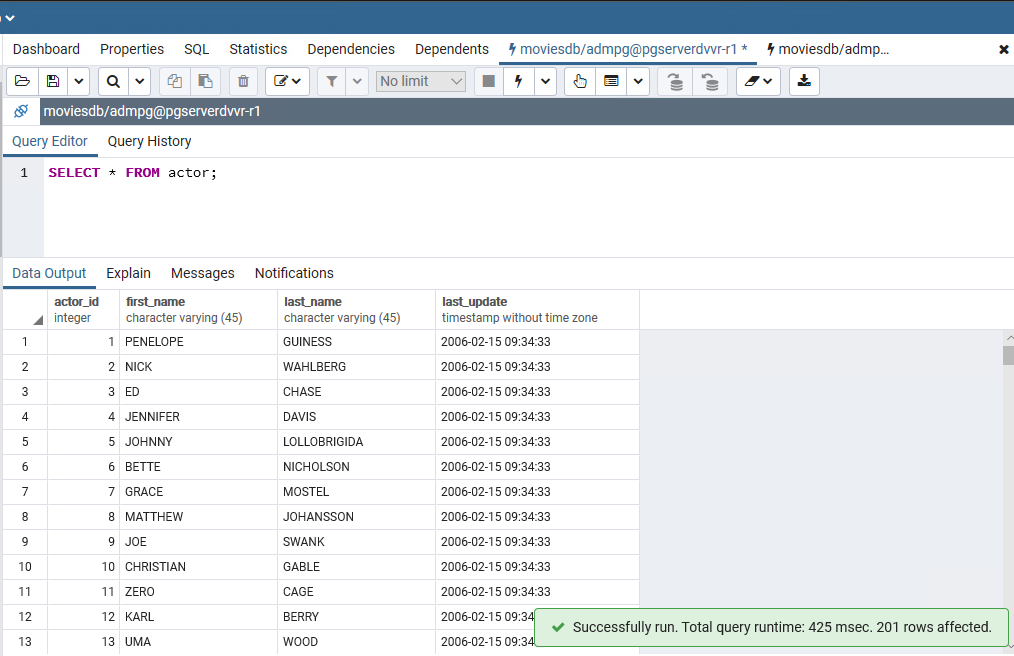 Dashboard Properties SQL Statistics Dependencies Dependents moviesdb/admpg@pgserverdvvr-r1 * moviesdb/admp...
No limit
moviesdb/admpg@pgserverdvvr-r1
Query Editor Query History
1 SELECT * FROM actor;
Data Output Explain Messages Notifications
actor_id first_name last_name last_update
integer character varying (45) character varying (45) timestamp without time zone
1 1 PENELOPE GUINESS 2006-02-15 09:34:33
2 2 NICK WAHLBERG 2006-02-15 09:34:33
3 3 ED CHASE 2006-02-15 09:34:33
4 4 JENNIFER DAVIS 2006-02-15 09:34:33
5 5 JOHNNY LOLLOBRIGIDA 2006-02-15 09:34:33
6 6 BETTE NICHOLSON 2006-02-15 09:34:33
7 7 GRACE MOSTEL 2006-02-15 09:34:33
8 8 MATTHEW JOHANSSON 2006-02-15 09:34:33
9 9 JOE SWANK 2006-02-15 09:34:33
10 10 CHRISTIAN GABLE 2006-02-15 09:34:33
11 11 ZERO CAGE 2006-02-15 09:34:33
12 12 KARL BERRY 2006-02-15 09:34
Successfully run. Total query runtime: 425 msec. 201 rows affected.
13 13 UMA WOOD 2006-02-15 09:34